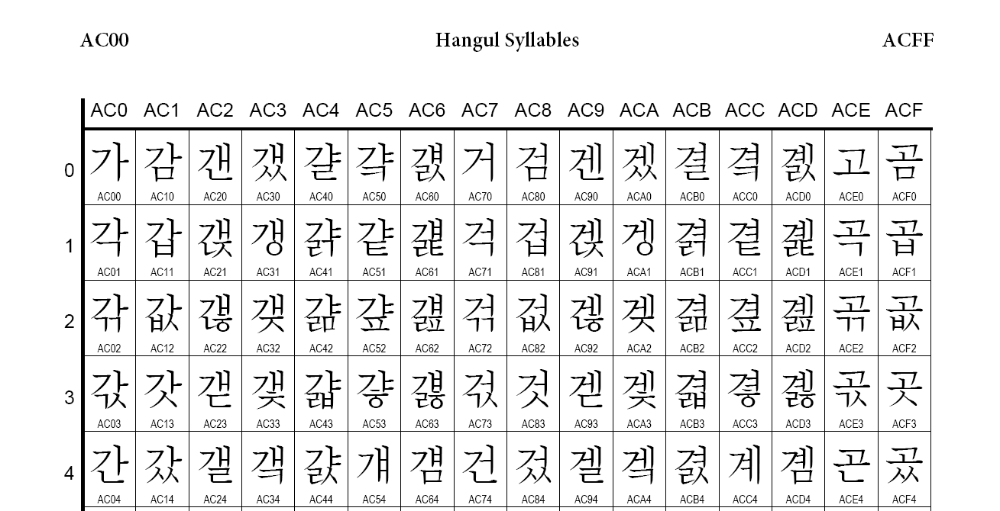 AC00 Hangul Syllables ACFF
AC0 AC1 AC2 AC3 AC4 AC5 AC6 AC7 AC8 AC9 ACA ACB ACC ACD ACE ACF
0 가 감 갠 갰 걀 걐 걠 거 검 겐 겠 결 곀 곐 고 곰
AC00 AC10 AC20 AC30 AC40 AC50 AC60 AC70 AC80 AC90 ACA0 ACB0 ACC0 ACD0 ACE0 ACF0
1 각 갑 갡 갱 걁 걑 걡 걱 겁 겑 겡 겱 곁 곑 곡 곱
AC01 AC11 AC21 AC31 AC41 AC51 AC61 AC71 AC81 AC91 ACA1 ACB1 ACC1 ACD1 ACE1 ACF1
2 갂 값 갢 갲 걂 걒 걢 걲 겂 겒 겢 겲 곂 곒 곢 곲
AC02 AC12 AC22 AC32 AC42 AC52 AC62 AC72 AC82 AC92 ACA2 ACB2 ACC2 ACD2 ACE2 ACF2
3 갃 갓 갣 갳 걃 걓 걣 걳 것 겓 겣 겳 곃 곓 곣 곳
AC03 AC13 AC23 AC33 AC43 AC53 AC63 AC73 AC83 AC93 ACA3 ACB3 ACC3 ACD3 ACE3 ACF3
4 간 갔 갤 갴 걄 걔 걤 건 겄 겔 겤 겴 계 곔 곤 곴
AC04 AC14 AC24 AC34 AC44 AC54 AC64 AC74 AC84 AC94 ACA4 ACB4 ACC4 ACD4 ACE4 ACF4